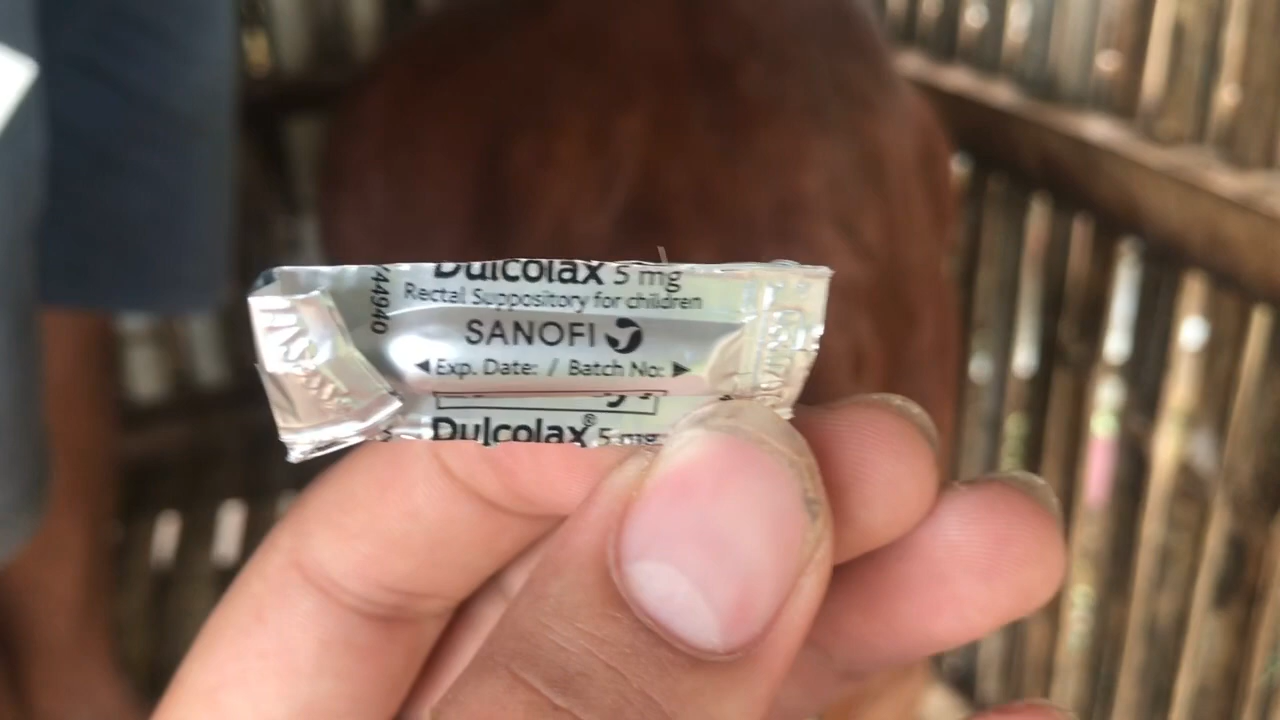 Dulcolax 5 mg
Rectal Suppository for children
SANOFI
◀Exp. Date: / Batch No:▶
Dulcolax® 5 mg
44940